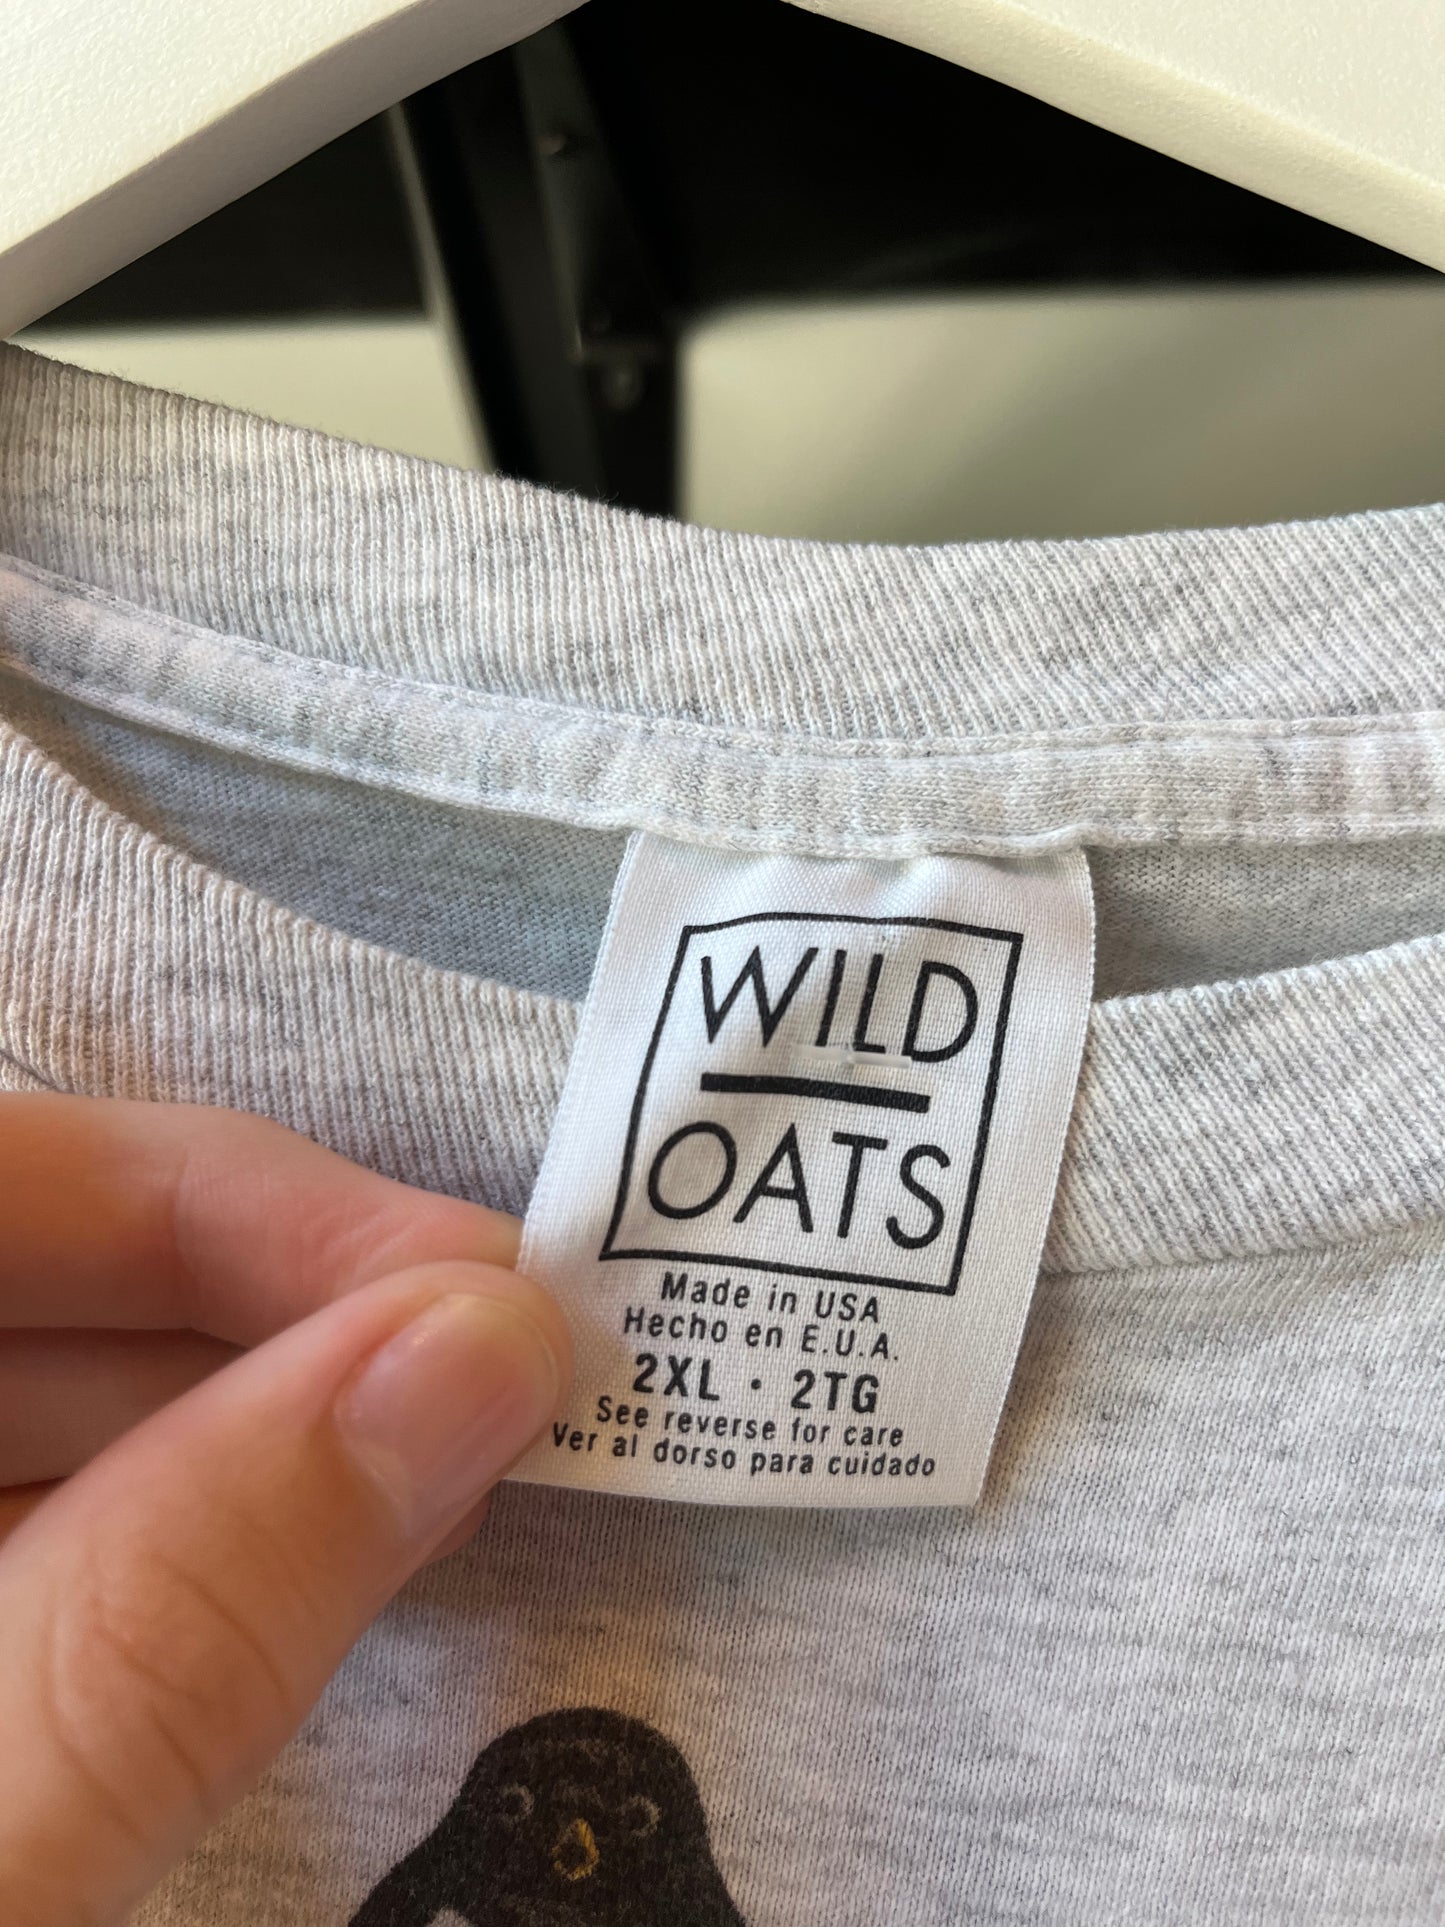 WILD
OATS
Made in USA
Hecho en E.U.A.
2XL · 2TG
See reverse for care
Ver al dorso para cuidado